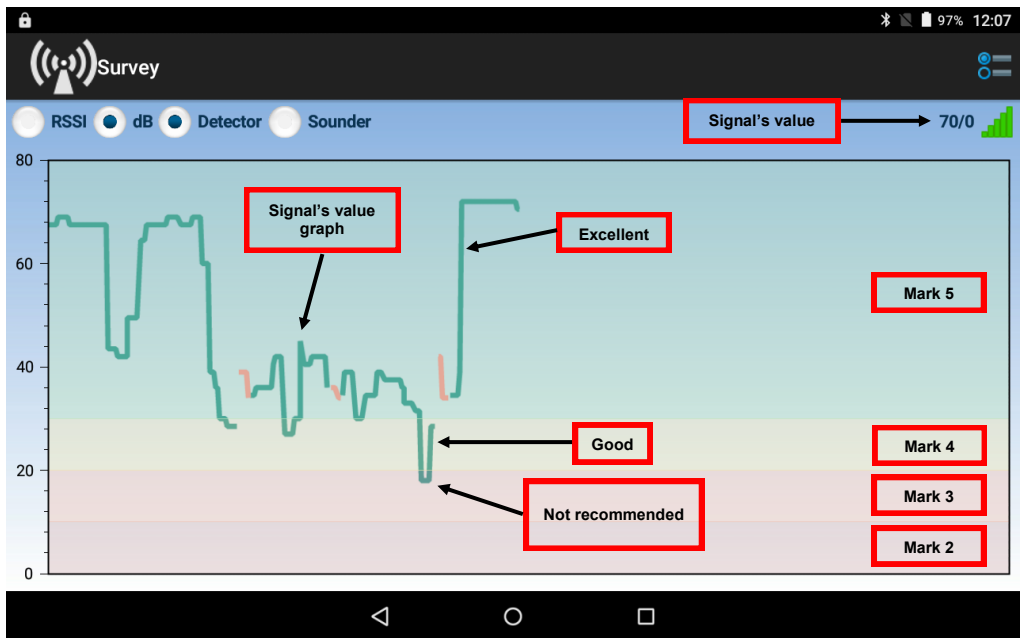 97% 12:07
Survey
RSSI dB Detector Sounder
Signal's value
70/0
80
Signal's value
graph
Excellent
60
Mark 5
40
Good
Mark 4
20
Mark 3
Not recommended
Mark 2
0